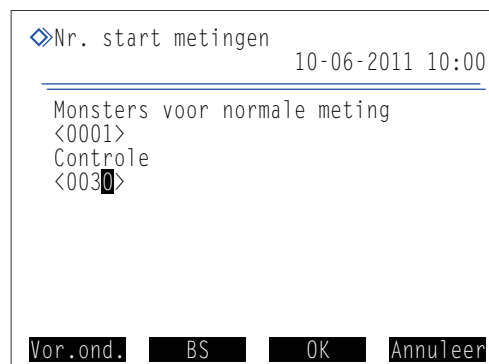 Nr. start metingen
10-06-2011 10:00
Monsters voor normale meting
<0001>
Controle
<0030>
Vor.ond. BS OK Annuleer